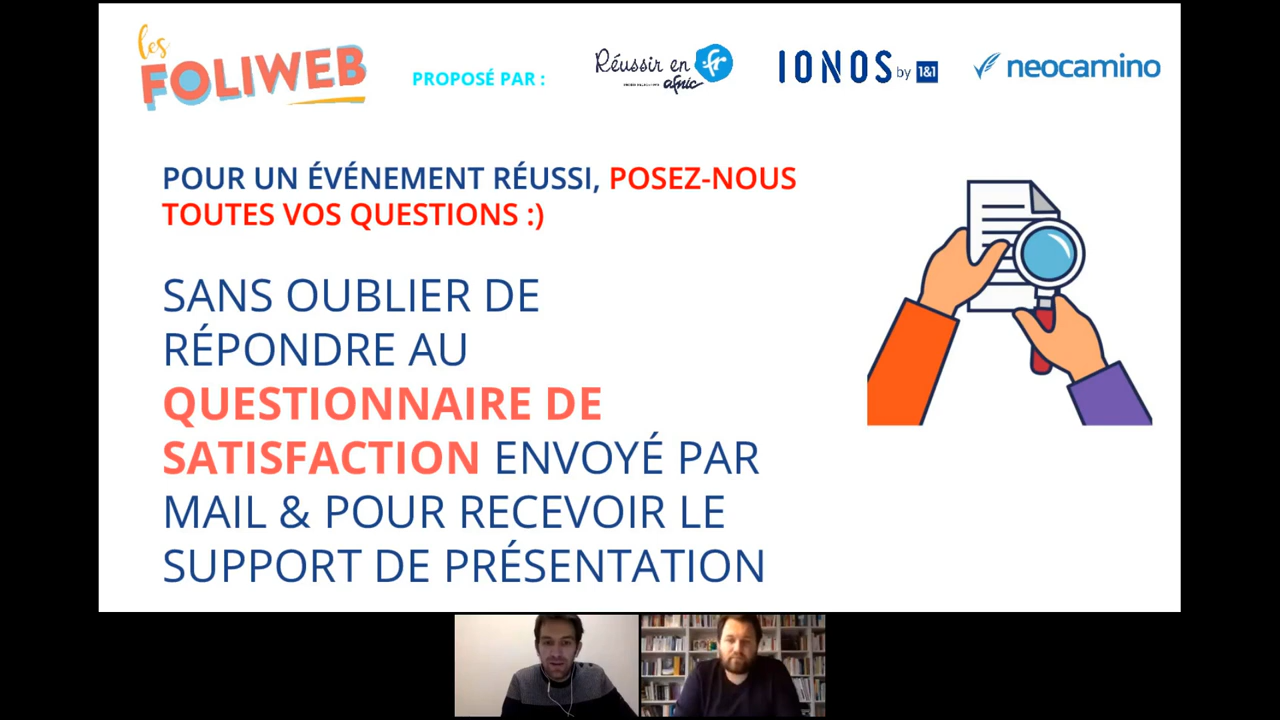 les
FOLIWEB
PROPOSÉ PAR :
Réussir en .fr
afnic
IONOS by 1&1
neocamino
POUR UN ÉVÉNEMENT RÉUSSI, POSEZ-NOUS
TOUTES VOS QUESTIONS :)
SANS OUBLIER DE
RÉPONDRE AU
QUESTIONNAIRE DE
SATISFACTION ENVOYÉ PAR
MAIL & POUR RECEVOIR LE
SUPPORT DE PRÉSENTATION